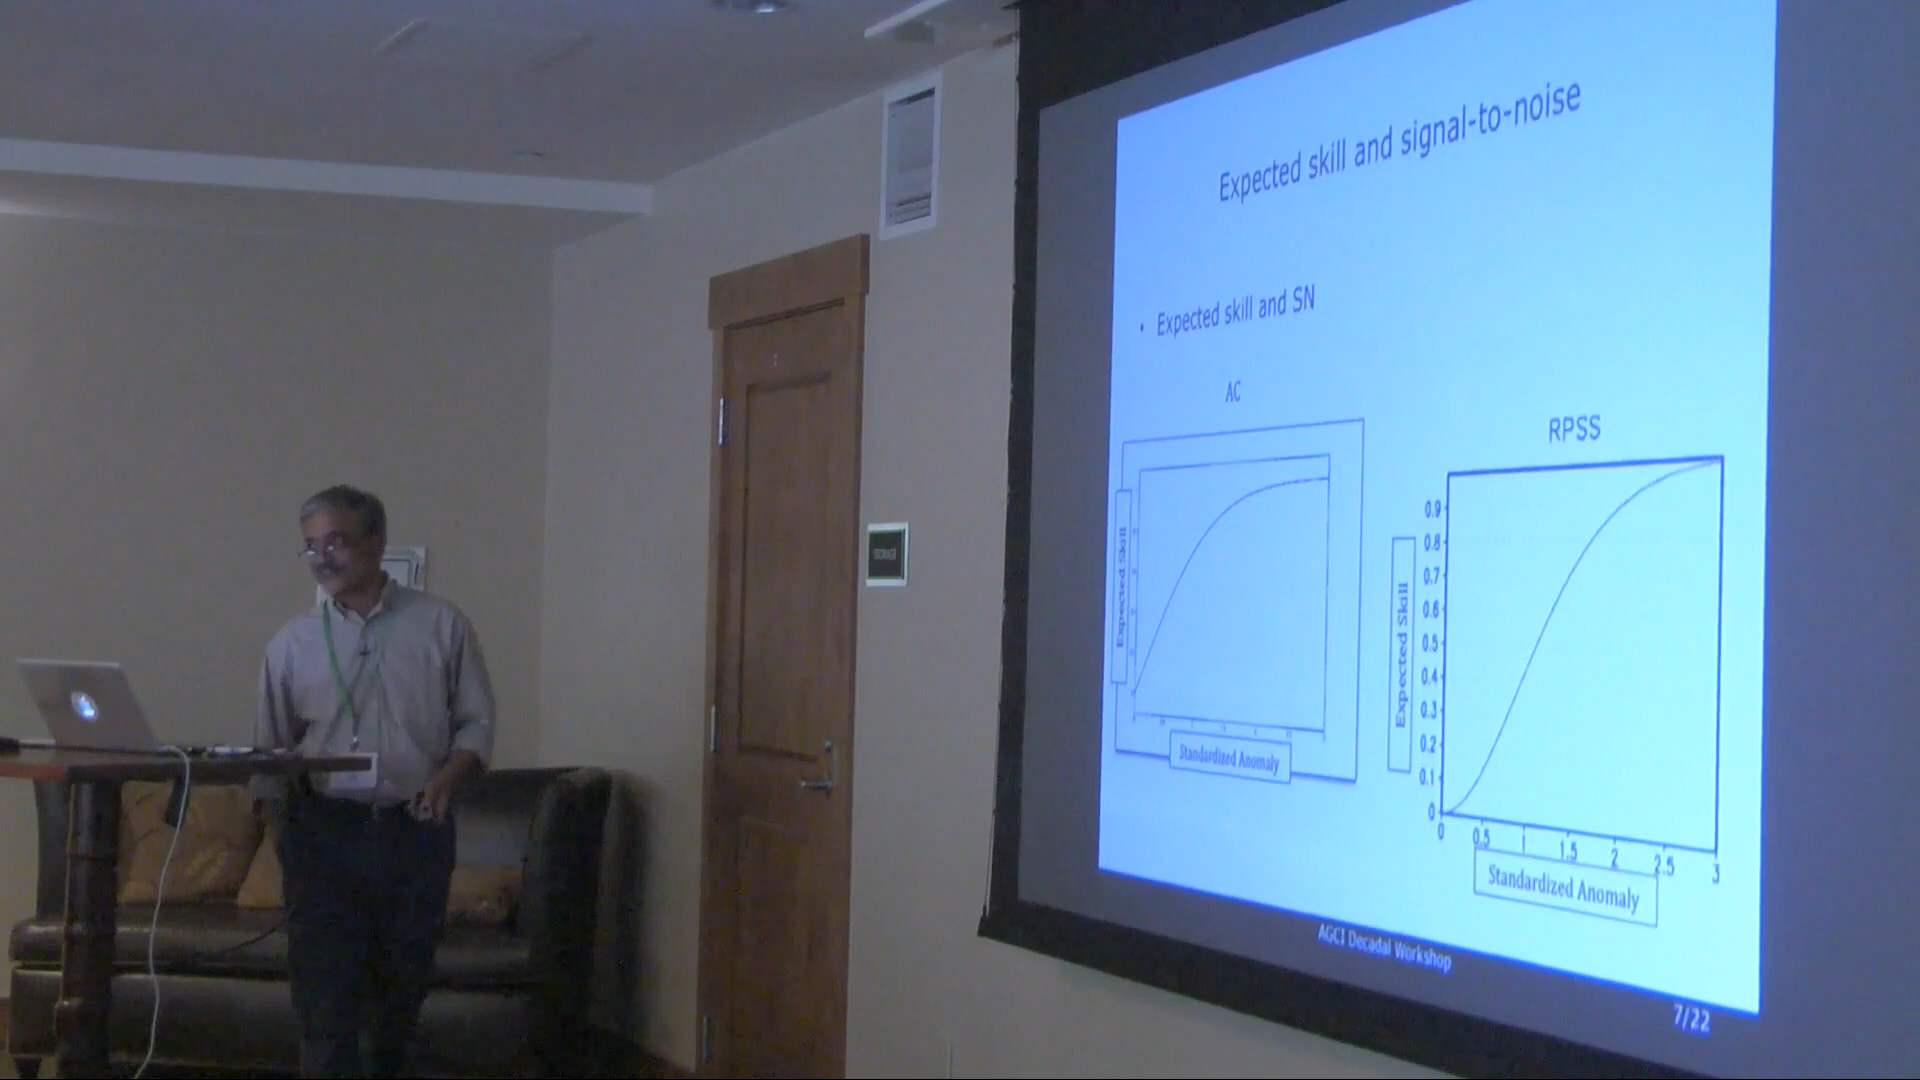 Expected skill and signal-to-noise
• Expected skill and SN
AC
Expected Skill
Standardized Anomaly
RPSS
Expected Skill
0.9
0.8
0.7
0.6
0.5
0.4
0.3
0.2
0.1
0
0 0.5 1 1.5 2 2.5 3
Standardized Anomaly
AGCI Decadal Workshop
7/22
STORAGE